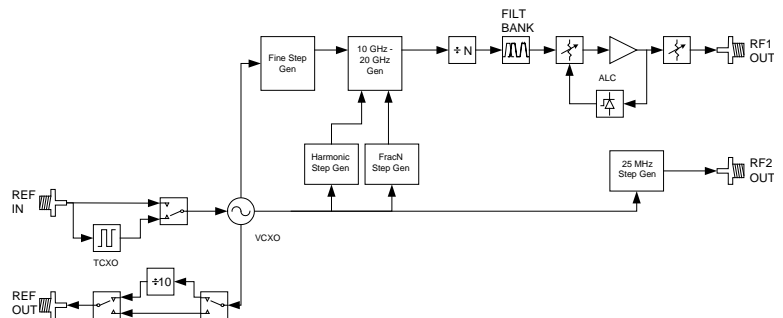 FILT
BANK
10 GHz -
20 GHz
Gen
Fine Step
Gen
÷ N
RF1
OUT
ALC
Harmonic
Step Gen
FracN
Step Gen
25 MHz
Step Gen
RF2
OUT
REF
IN
TCXO
VCXO
÷10
REF
OUT